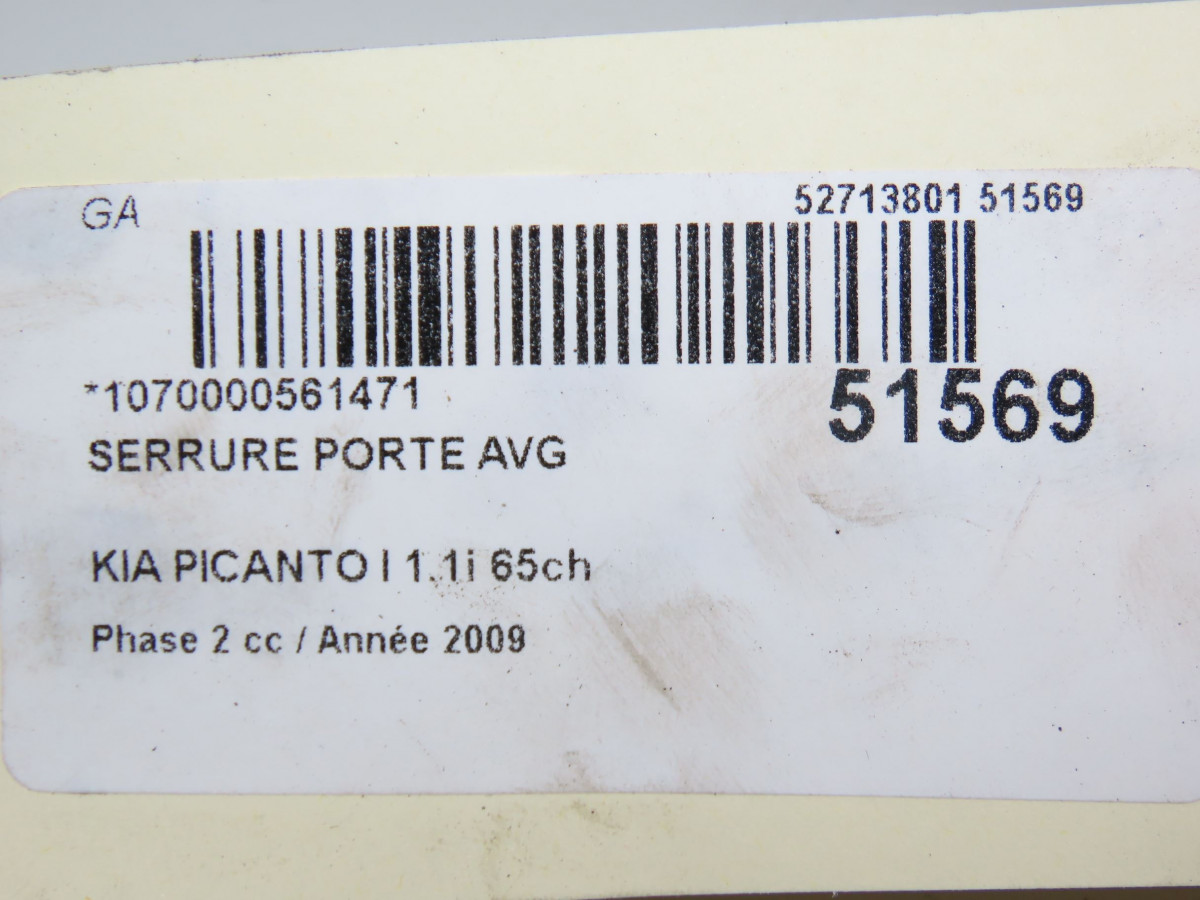 GA
52713801 51569
*1070000561471
51569
SERRURE PORTE AVG
KIA PICANTO I 1.1i 65ch
Phase 2 cc / Année 2009